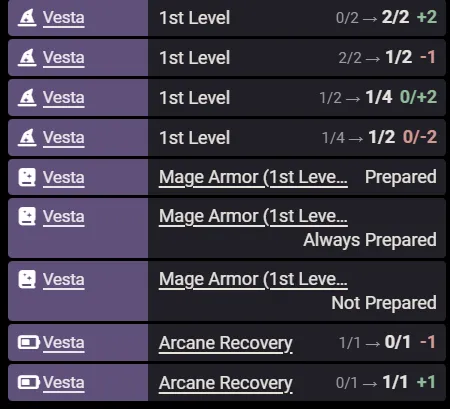 Vesta 1st Level 0/2 → 2/2 +2
Vesta 1st Level 2/2 → 1/2 -1
Vesta 1st Level 1/2 → 1/4 0/+2
Vesta 1st Level 1/4 → 1/2 0/-2
Vesta Mage Armor (1st Leve... Prepared
Vesta Mage Armor (1st Leve...
Always Prepared
Vesta Mage Armor (1st Leve...
Not Prepared
Vesta Arcane Recovery 1/1 → 0/1 -1
Vesta Arcane Recovery 0/1 → 1/1 +1